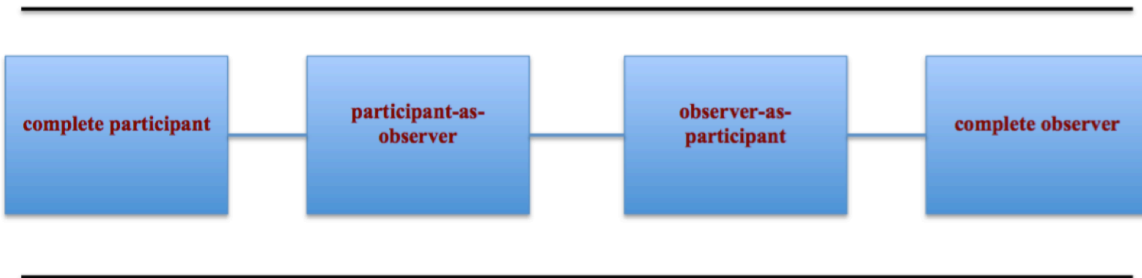 complete participant
participant-as-
observer
observer-as-
participant
complete observer